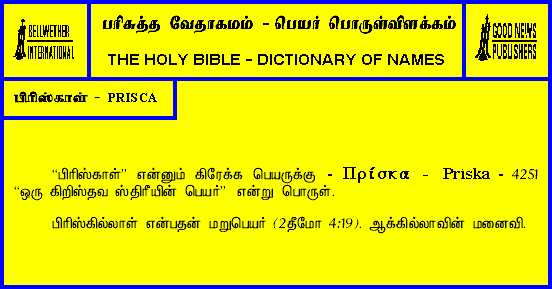 BELLWETHER
INTERNATIONAL
பரிசுத்த வேதாகமம் - பெயர் பொருள்விளக்கம்
THE HOLY BIBLE - DICTIONARY OF NAMES
GOOD NEWS
PUBLISHERS
பிரிஸ்காள் - PRISCA
“பிரிஸ்காள்” என்னும் கிரேக்க பெயருக்கு - Πρίσκα - Priska - 4251
“ஒரு கிறிஸ்தவ ஸ்திரீயின் பெயர்” என்று பொருள்.
பிரிஸ்கில்லாள் என்பதன் மறுபெயர் (2தீமோ 4:19). ஆக்கில்லாவின் மனைவி.